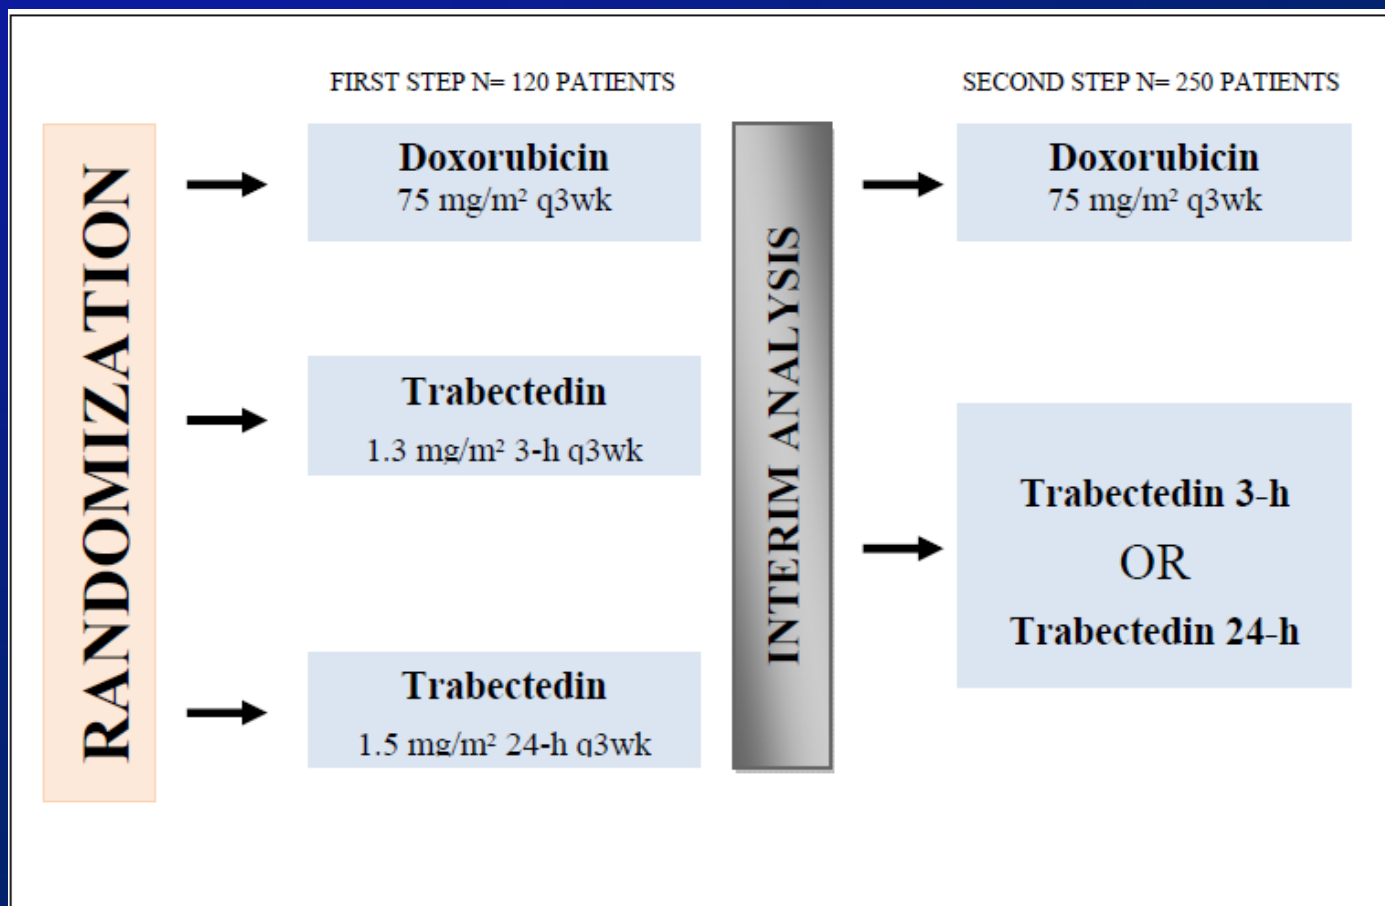 FIRST STEP N= 120 PATIENTS
SECOND STEP N= 250 PATIENTS
RANDOMIZATION
Doxorubicin
75 mg/m² q3wk
Trabectedin
1.3 mg/m² 3-h q3wk
Trabectedin
1.5 mg/m² 24-h q3wk
INTERIM ANALYSIS
Doxorubicin
75 mg/m² q3wk
Trabectedin 3-h
OR
Trabectedin 24-h